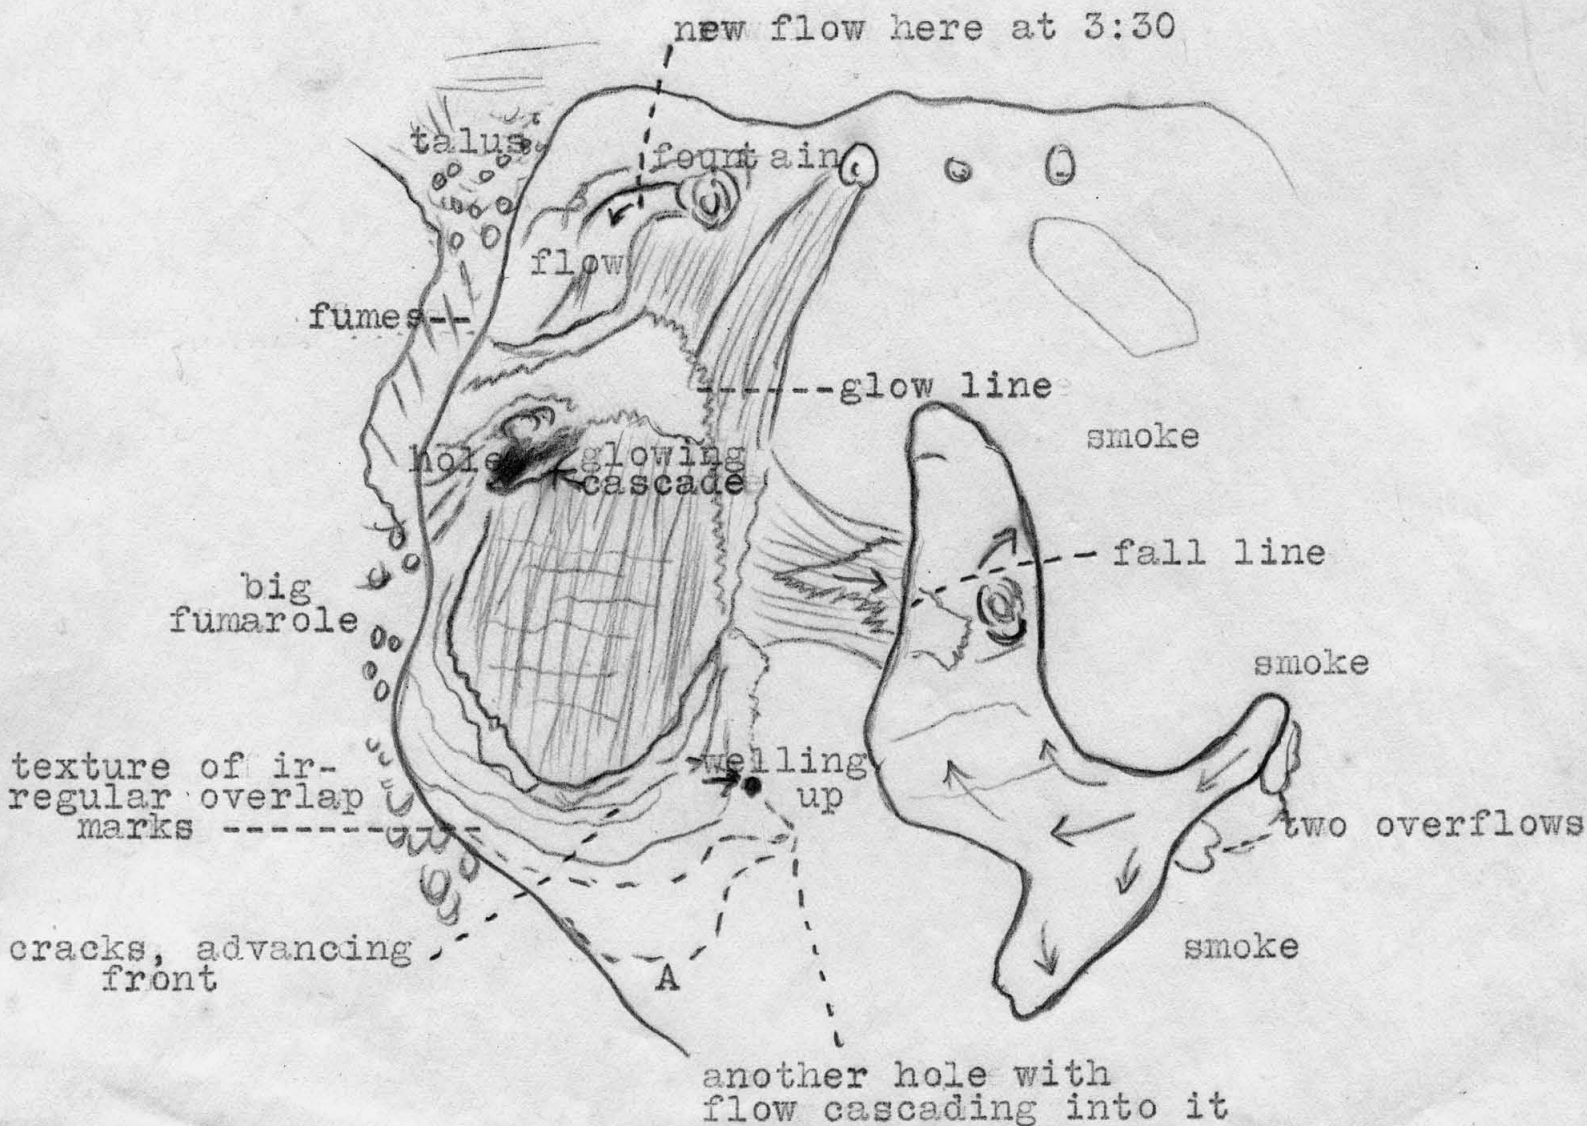 new flow here at 3:30
talus
fountain
flow
fumes--
------glow line
smoke
hole
glowing
cascade
fall line
big
fumarole
smoke
texture of ir-
regular overlap
marks
welling
up
two overflows
cracks, advancing
front
smoke
A
another hole with
flow cascading into it